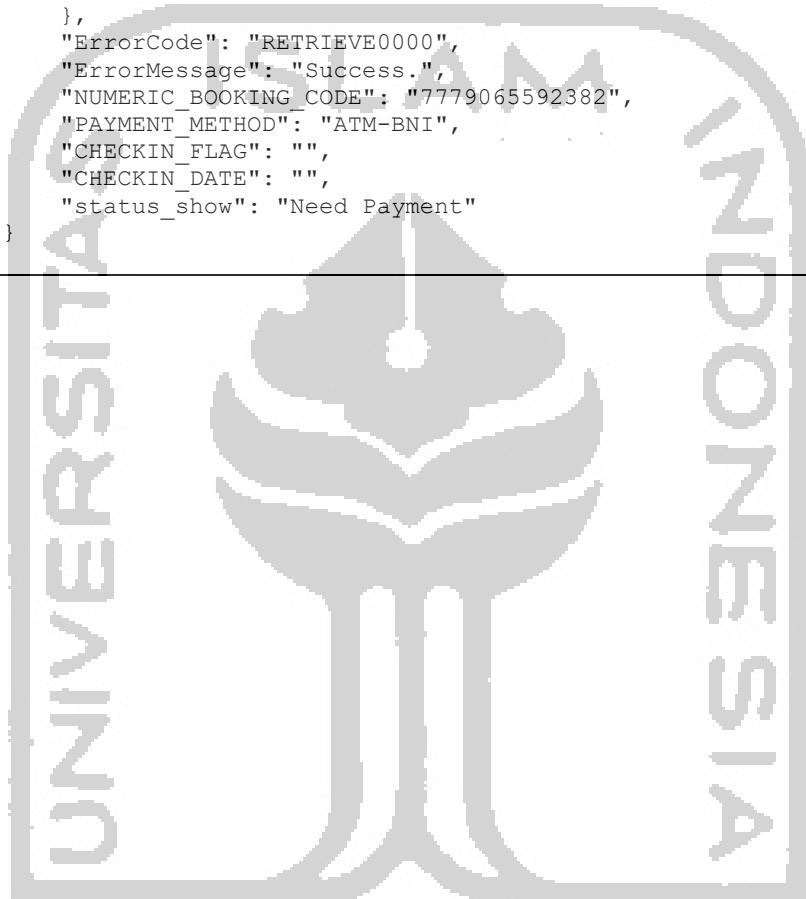 },
    "ErrorCode": "RETRIEVE0000",
    "ErrorMessage": "Success.",
    "NUMERIC_BOOKING_CODE": "7779065592382",
    "PAYMENT_METHOD": "ATM-BNI",
    "CHECKIN_FLAG": "",
    "CHECKIN_DATE": "",
    "status_show": "Need Payment"
}
UNIVERSITAS
ISLAM
INDONESIA